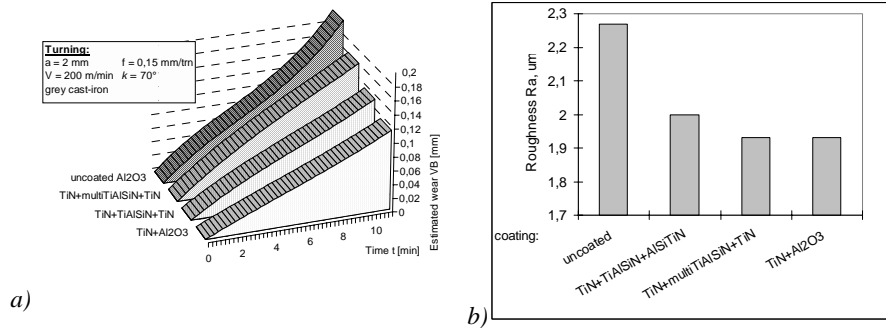 Turning:
a = 2 mm f = 0,15 mm/trn
V = 200 m/min k = 70°
grey cast-iron
0,2
0,18
0,16
0,14
0,12
0,1
0,08
0,06
0,04
0,02
0
Estimated wear VB [mm]
uncoated Al2O3
TiN+multiTiAlSiN+TiN
TiN+TiAlSiN+TiN
TiN+Al2O3
0 2 4 6 8 10
Time t [min]
a)
2,3
2,2
2,1
2
1,9
1,8
1,7
Roughness Ra, um
coating:
uncoated
TiN+TiAlSiN+AlSiTiN
TiN+multiTiAlSiN+TiN
TiN+Al2O3
b)